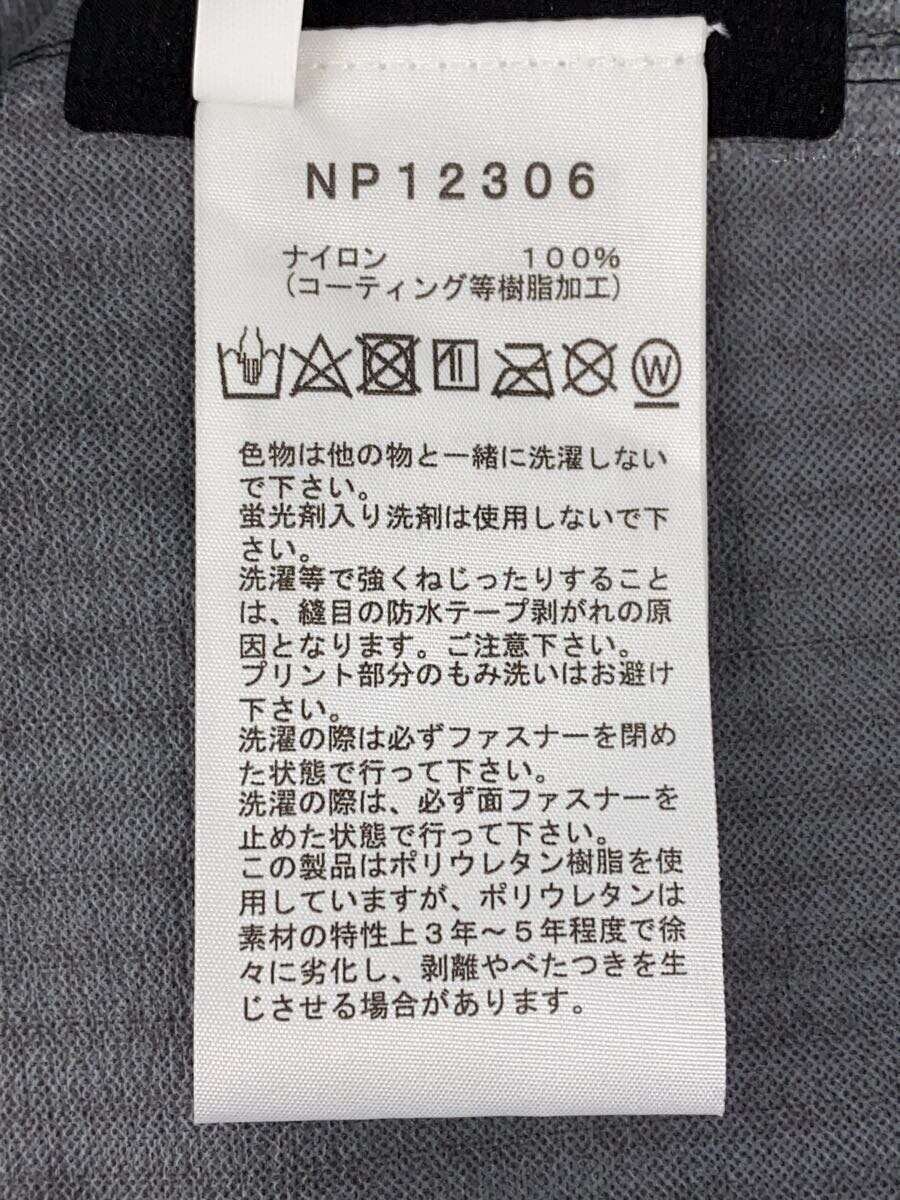 NP12306
ナイロン 100%
(コーティング等樹脂加工)
W
色物は他の物と一緒に洗濯しない
で下さい。
蛍光剤入り洗剤は使用しないで下
さい。
洗濯等で強くねじったりすること
は、縫目の防水テープ剥がれの原
因となります。ご注意下さい。
プリント部分のもみ洗いはお避け
下さい。
洗濯の際は必ずファスナーを閉め
た状態で行って下さい。
洗濯の際は、必ず面ファスナーを
止めた状態で行って下さい。
この製品はポリウレタン樹脂を使
用していますが、ポリウレタンは
素材の特性上3年~5年程度で徐
々に劣化し、剥離やべたつきを生
じさせる場合があります。